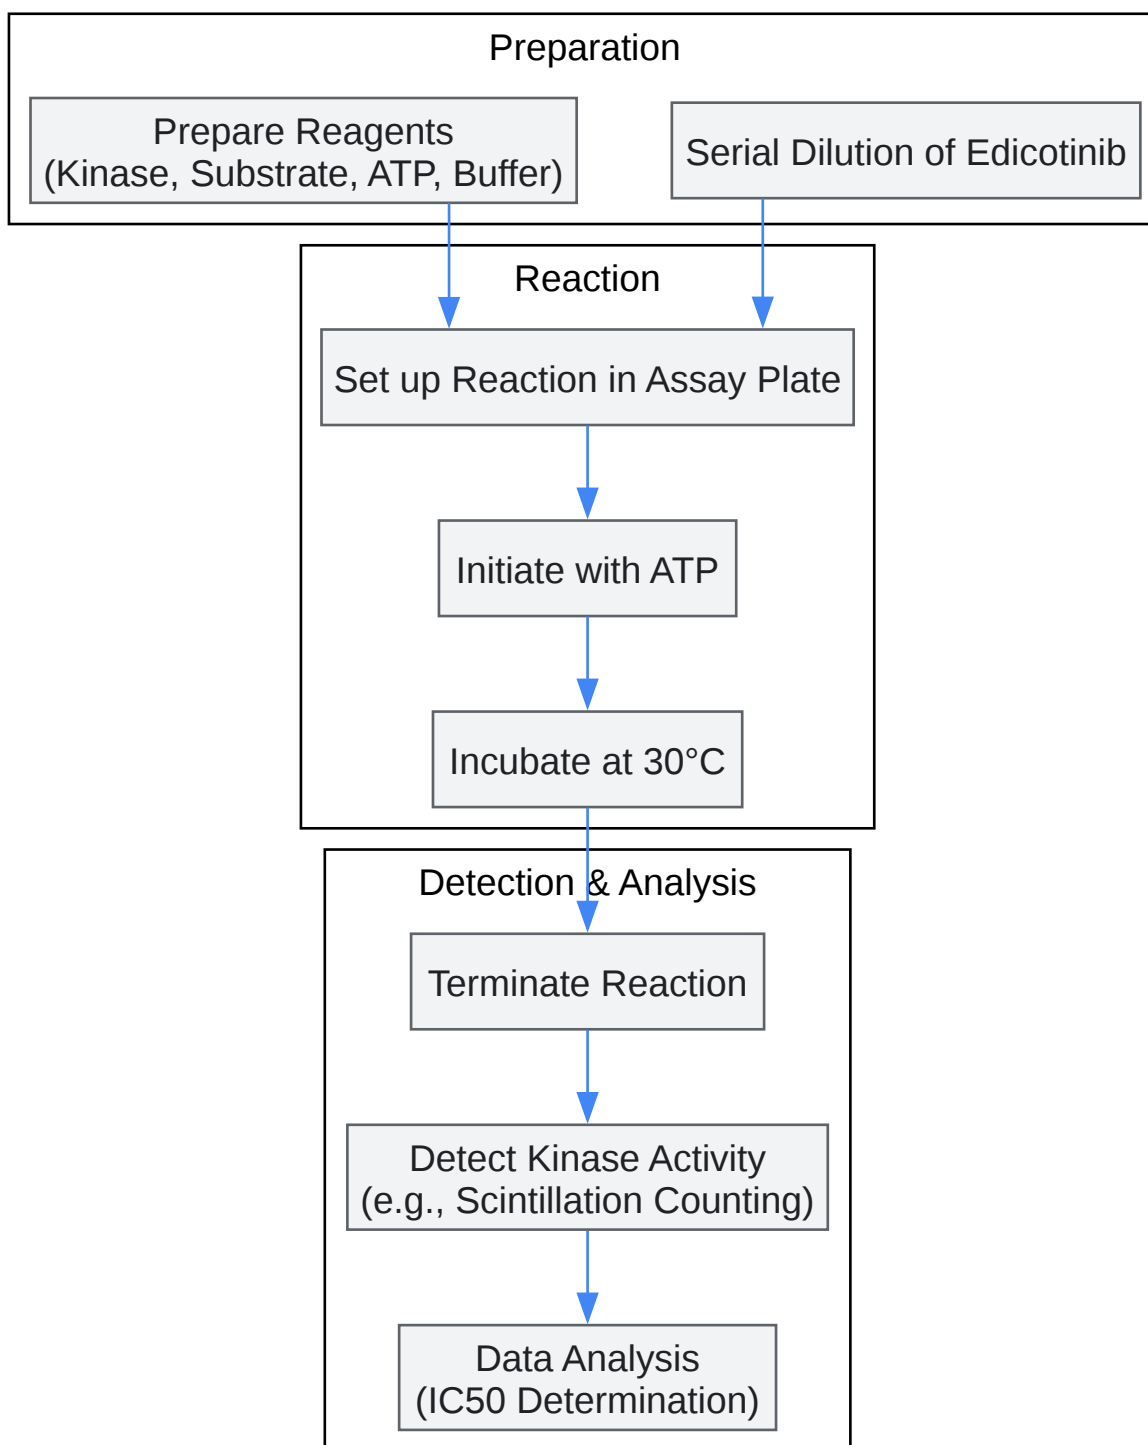 Preparation
Prepare Reagents
(Kinase, Substrate, ATP, Buffer)
Serial Dilution of Edicotinib
Reaction
Set up Reaction in Assay Plate
Initiate with ATP
Incubate at 30°C
Detection & Analysis
Terminate Reaction
Detect Kinase Activity
(e.g., Scintillation Counting)
Data Analysis
(IC50 Determination)